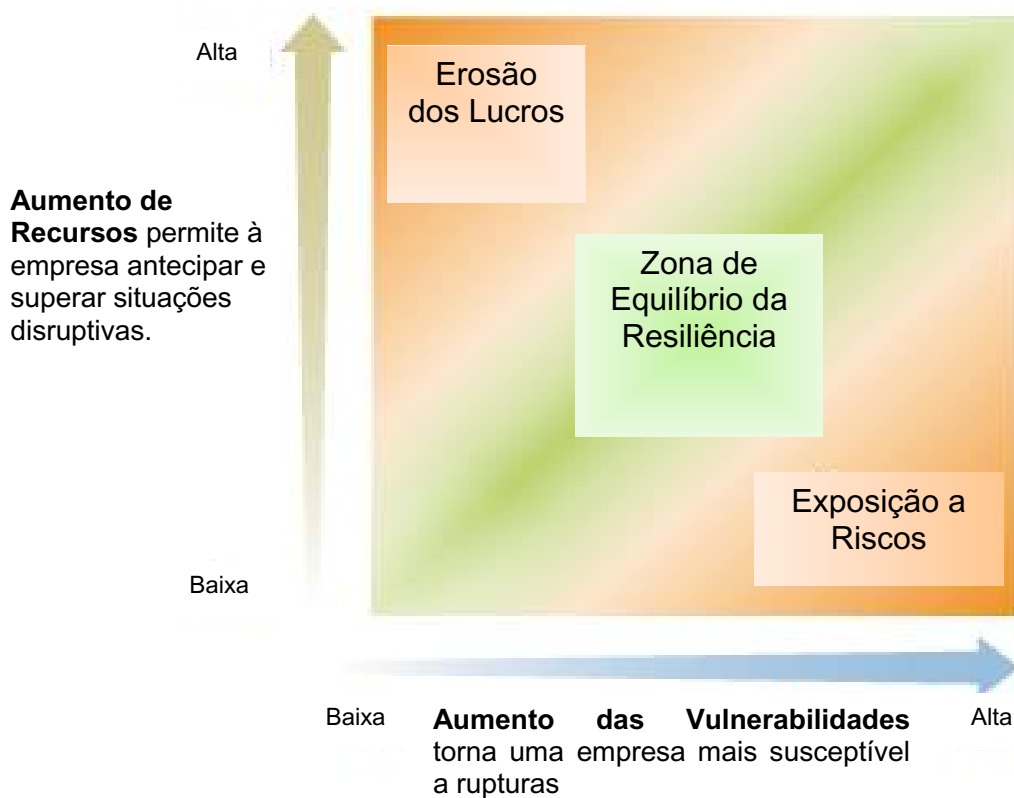 Alta
Erosão
dos Lucros
Aumento de
Recursos permite à
empresa antecipar e
superar situações
disruptivas.
Zona de
Equilíbrio da
Resiliência
Exposição a
Riscos
Baixa
Baixa
Aumento das Vulnerabilidades
torna uma empresa mais susceptível
a rupturas
Alta